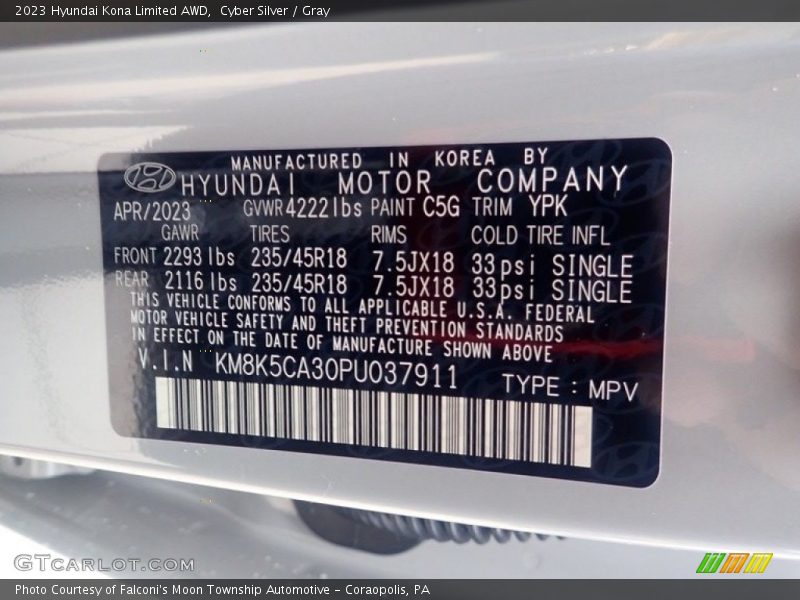 2023 Hyundai Kona Limited AWD, Cyber Silver / Gray
MANUFACTURED IN KOREA BY
HYUNDAI MOTOR COMPANY
APR/2023 GVWR 4222 lbs PAINT C5G TRIM YPK
GAWR TIRES RIMS COLD TIRE INFL
FRONT 2293 lbs 235/45R18 7.5JX18 33psi SINGLE
REAR 2116 lbs 235/45R18 7.5JX18 33psi SINGLE
THIS VEHICLE CONFORMS TO ALL APPLICABLE U.S.A. FEDERAL
MOTOR VEHICLE SAFETY AND THEFT PREVENTION STANDARDS
IN EFFECT ON THE DATE OF MANUFACTURE SHOWN ABOVE
V.I.N KM8K5CA30PU037911 TYPE : MPV
GTCARLOT.COM
Photo Courtesy of Falconi's Moon Township Automotive - Coraopolis, PA